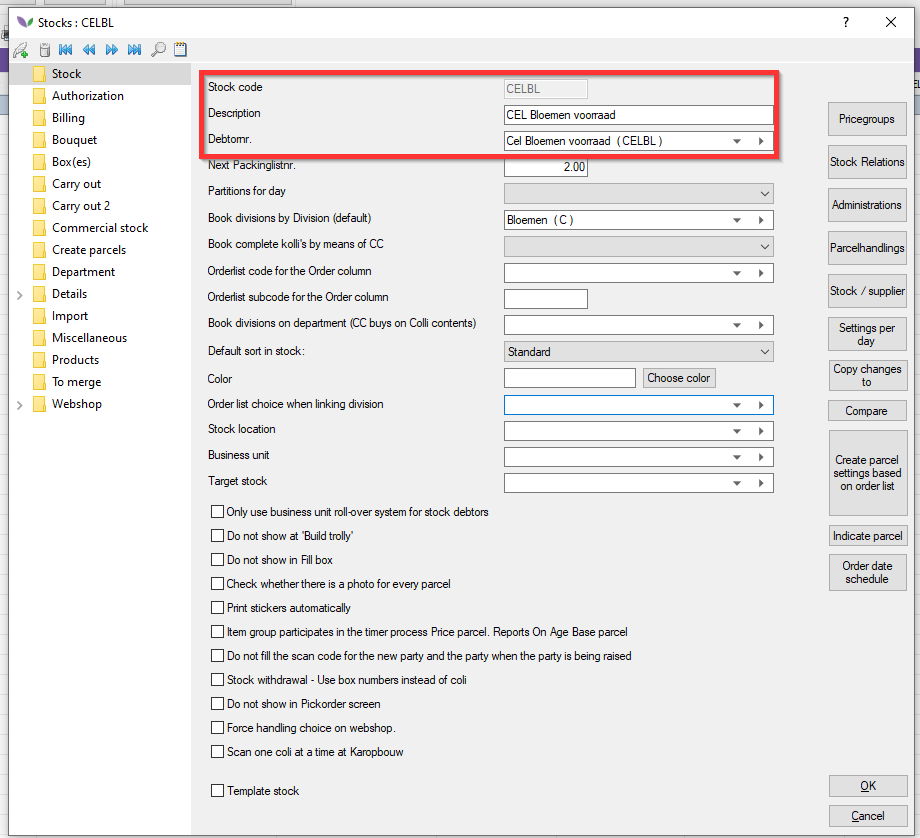 Stocks : CELBL
?
Stock
Authorization
Billing
Bouquet
Box(es)
Carry out
Carry out 2
Commercial stock
Create parcels
Department
Details
Import
Miscellaneous
Products
To merge
Webshop
Stock code CELBL
Description CEL Bloemen voorraad
Debtornr. Cel Bloemen voorraad ( CELBL )
Next Packinglistnr. 2.00
Partitions for day
Book divisions by Division (default) Bloemen ( C )
Book complete kolli's by means of CC
Orderlist code for the Order column
Orderlist subcode for the Order column
Book divisions on department (CC buys on Colli contents)
Default sort in stock: Standard
Color Choose color
Order list choice when linking division
Stock location
Business unit
Target stock
Only use business unit roll-over system for stock debtors
Do not show at 'Build trolly'
Do not show in Fill box
Check whether there is a photo for every parcel
Print stickers automatically
Item group participates in the timer process Price parcel. Reports On Age Base parcel
Do not fill the scan code for the new party and the party when the party is being raised
Stock withdrawal - Use box numbers instead of coli
Do not show in Pickorder screen
Force handling choice on webshop.
Scan one coli at a time at Karopbouw
Template stock
Pricegroups
Stock Relations
Administrations
Parcelhandlings
Stock / supplier
Settings per
day
Copy changes
to
Compare
Create parcel
settings based
on order list
Indicate parcel
Order date
schedule
OK
Cancel